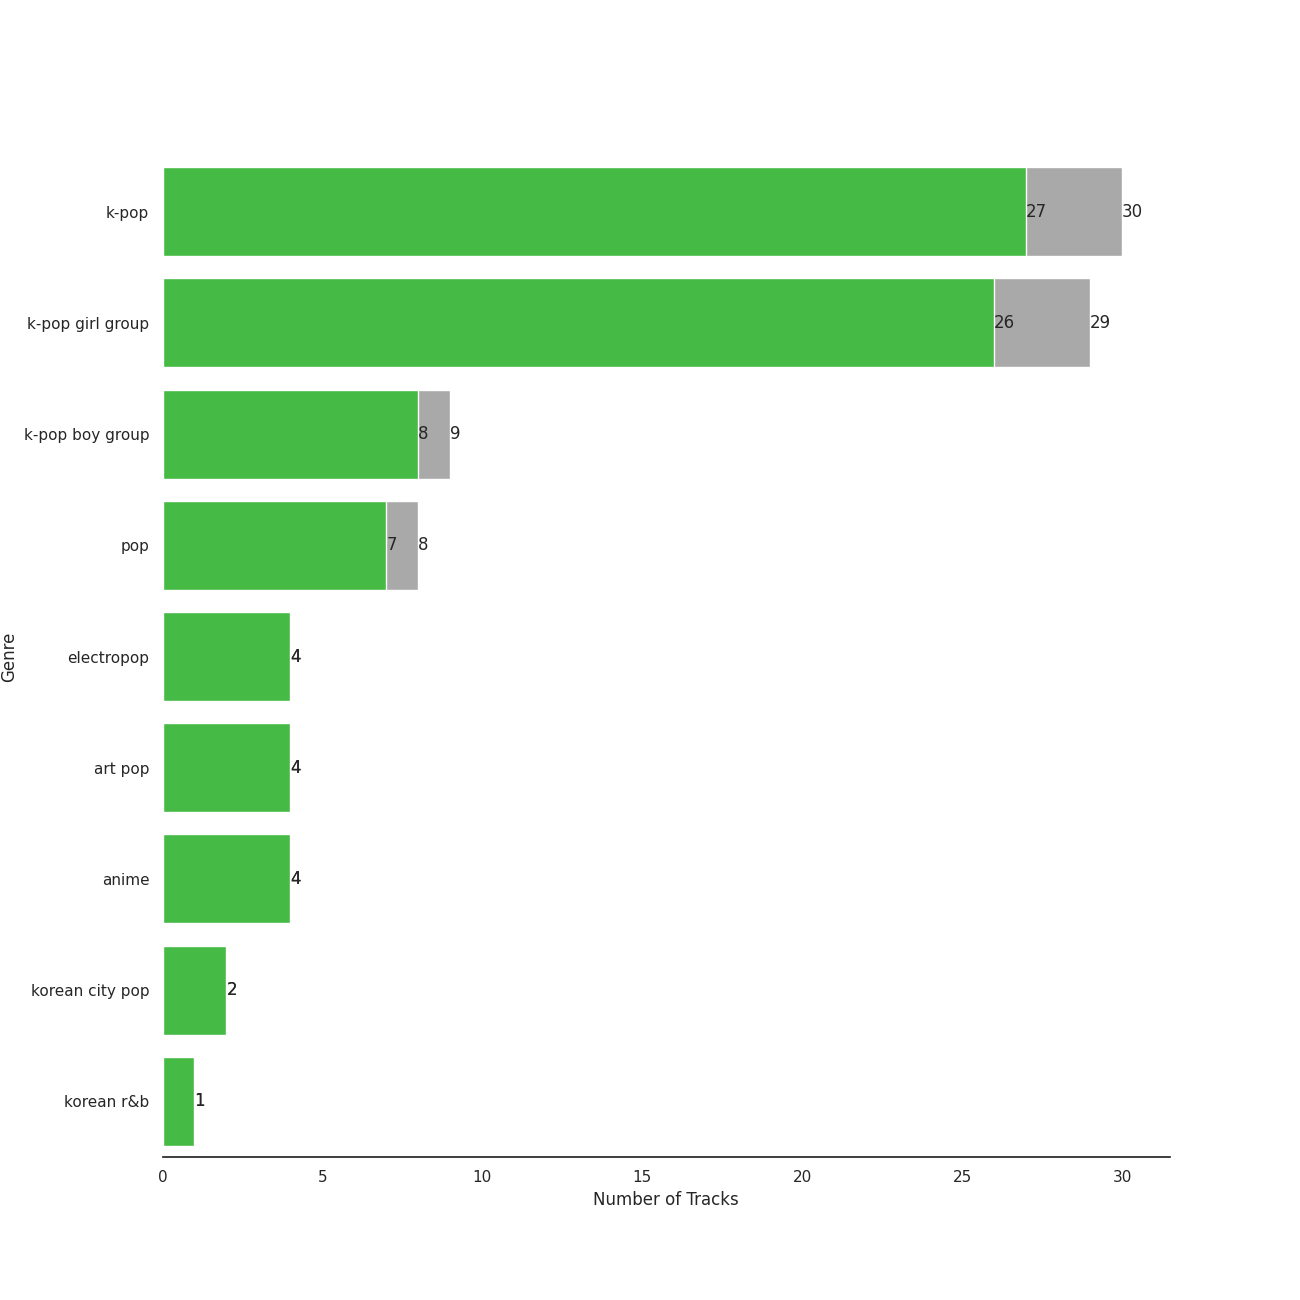 k-pop 27 30
k-pop girl group 26 29
k-pop boy group 8 9
pop 7 8
electropop 4
art pop 4
anime 4
korean city pop 2
korean r&b 1
Genre
0 5 10 15 20 25 30
Number of Tracks